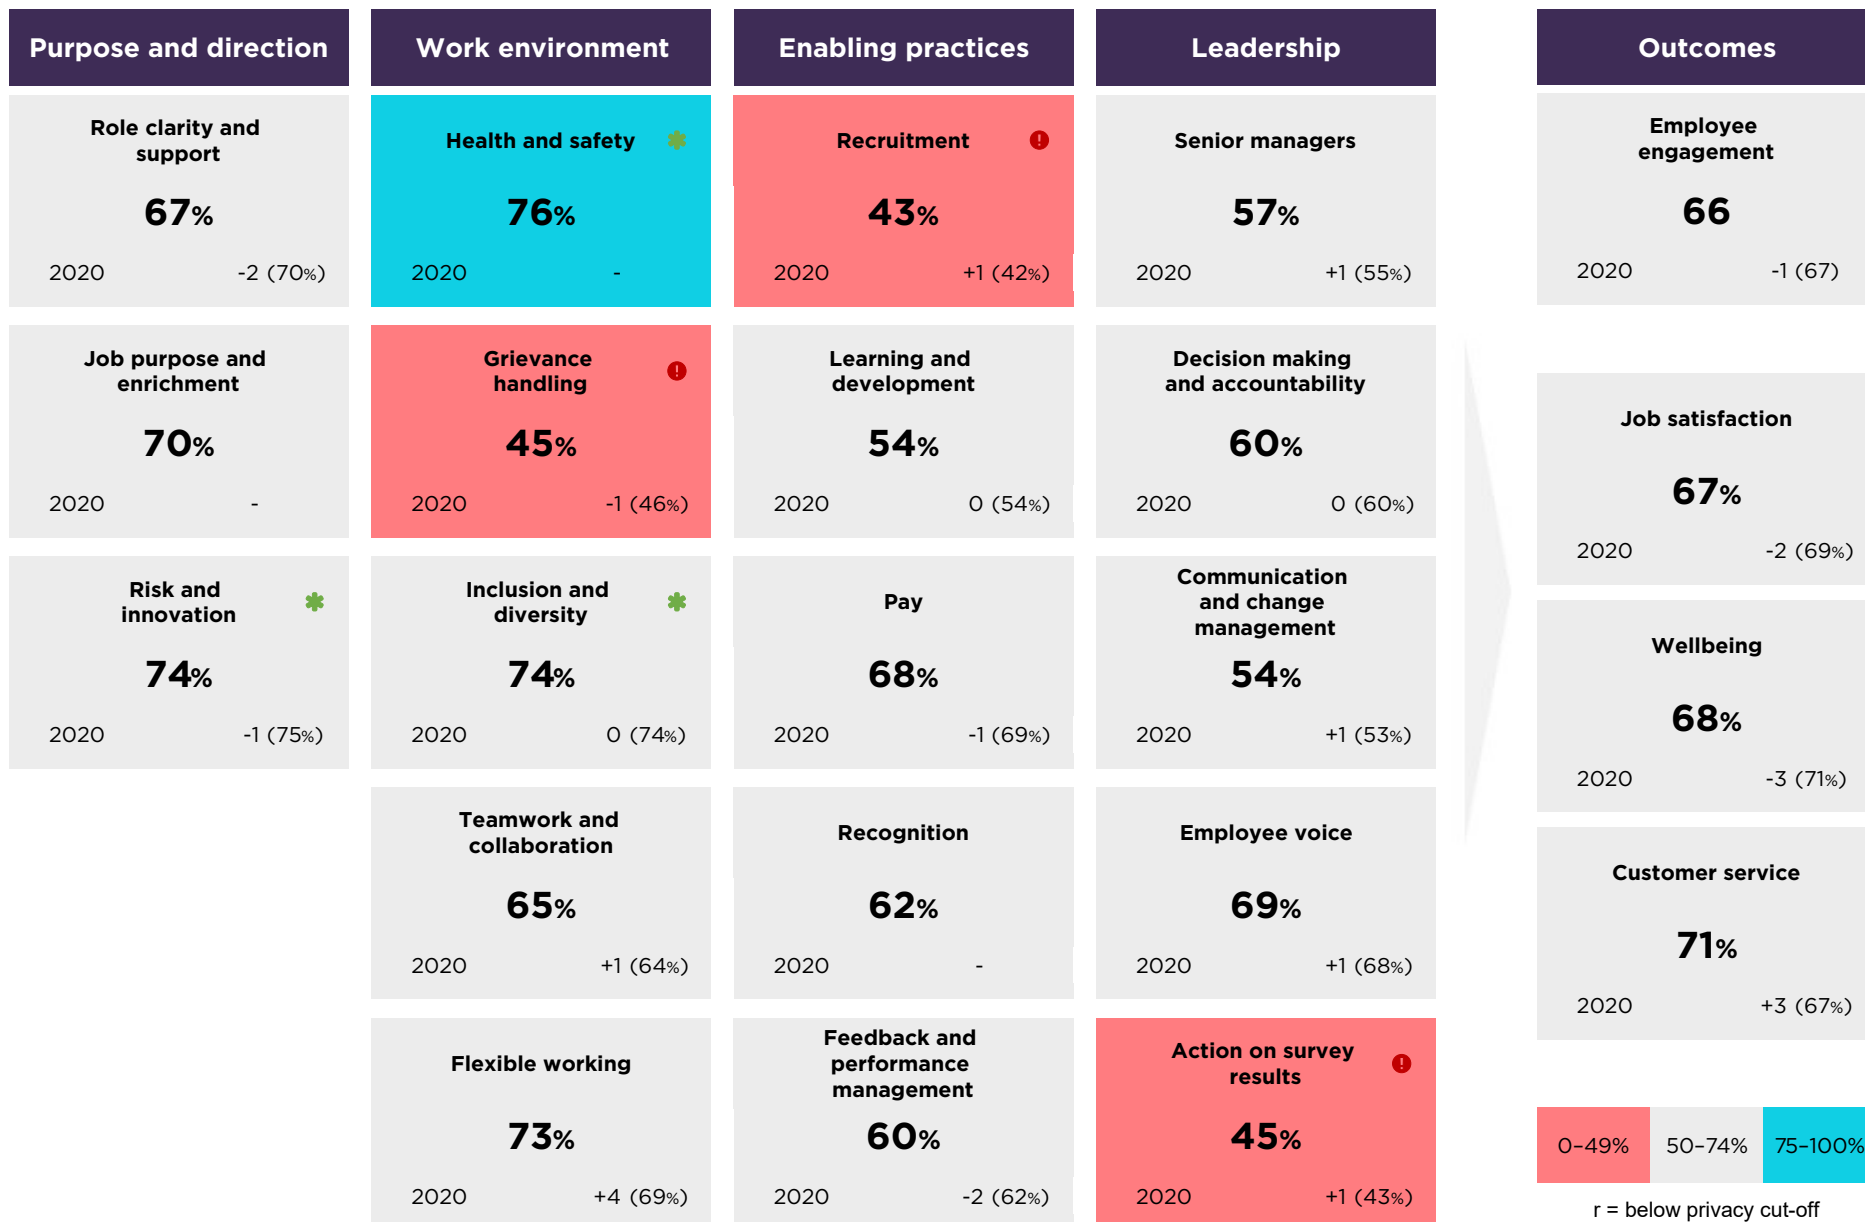 Purpose and direction
Role clarity and
support
67%
2020 -2 (70%)
Job purpose and
enrichment
70%
2020 -
Risk and
innovation
74%
2020 -1 (75%)
Work environment
Health and safety
76%
2020 -
Grievance
handling
45%
2020 -1 (46%)
Inclusion and
diversity
74%
2020 0 (74%)
Teamwork and
collaboration
65%
2020 +1 (64%)
Flexible working
73%
2020 +4 (69%)
Enabling practices
Recruitment
43%
2020 +1 (42%)
Learning and
development
54%
2020 0 (54%)
Pay
68%
2020 -1 (69%)
Recognition
62%
2020 -
Feedback and
performance
management
60%
2020 -2 (62%)
Leadership
Senior managers
57%
2020 +1 (55%)
Decision making
and accountability
60%
2020 0 (60%)
Communication
and change
management
54%
2020 +1 (53%)
Employee voice
69%
2020 +1 (68%)
Action on survey
results
45%
2020 +1 (43%)
Outcomes
Employee
engagement
66
2020 -1 (67)
Job satisfaction
67%
2020 -2 (69%)
Wellbeing
68%
2020 -3 (71%)
Customer service
71%
2020 +3 (67%)
0–49% 50–74% 75–100%
r = below privacy cut-off